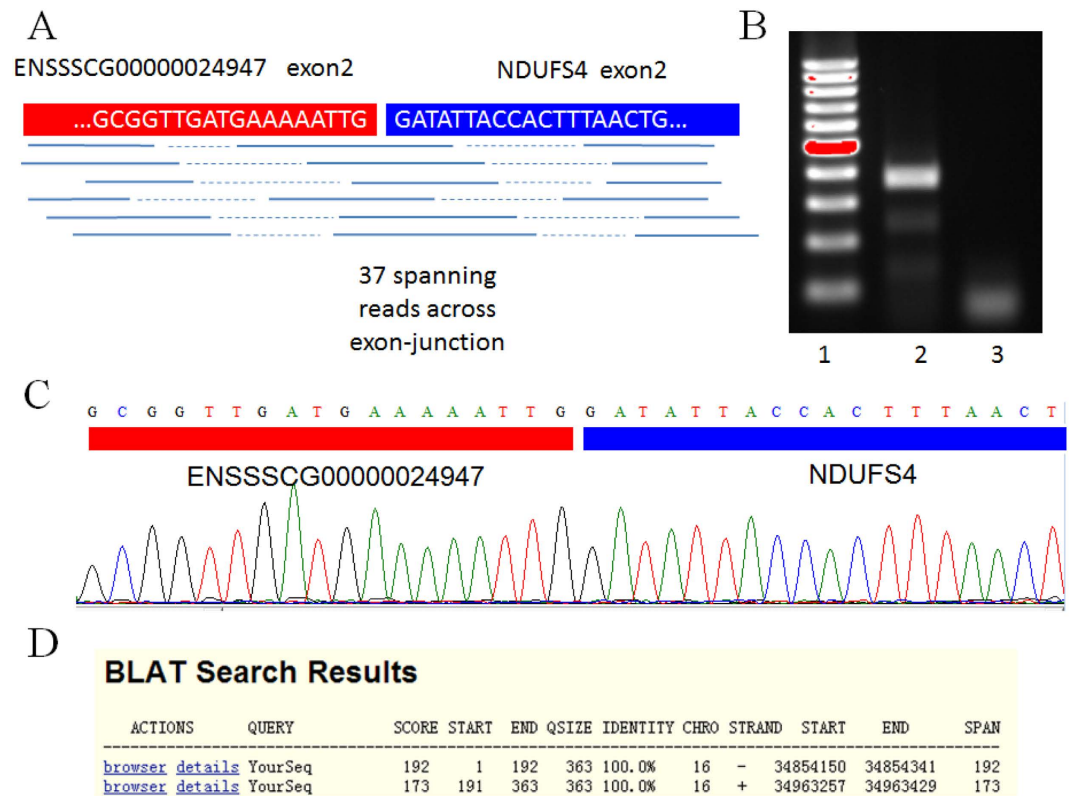 A
ENSSSCG00000024947 exon2
NDUFS4 exon2
...GCGGTTGATGAAAAATTG
GATATTACCACTTTAACTG...
37 spanning
reads across
exon-junction
B
1 2 3
C
G C G G T T G A T G A A A A A T T G G A T A T T A C C A C T T T A A C T
ENSSSCG00000024947
NDUFS4
D
BLAT Search Results
ACTIONS QUERY SCORE START END QSIZE IDENTITY CHRO STRAND START END SPAN
browser details YourSeq 192 1 192 363 100.0% 16 - 34854150 34854341 192
browser details YourSeq 173 191 363 363 100.0% 16 + 34963257 34963429 173